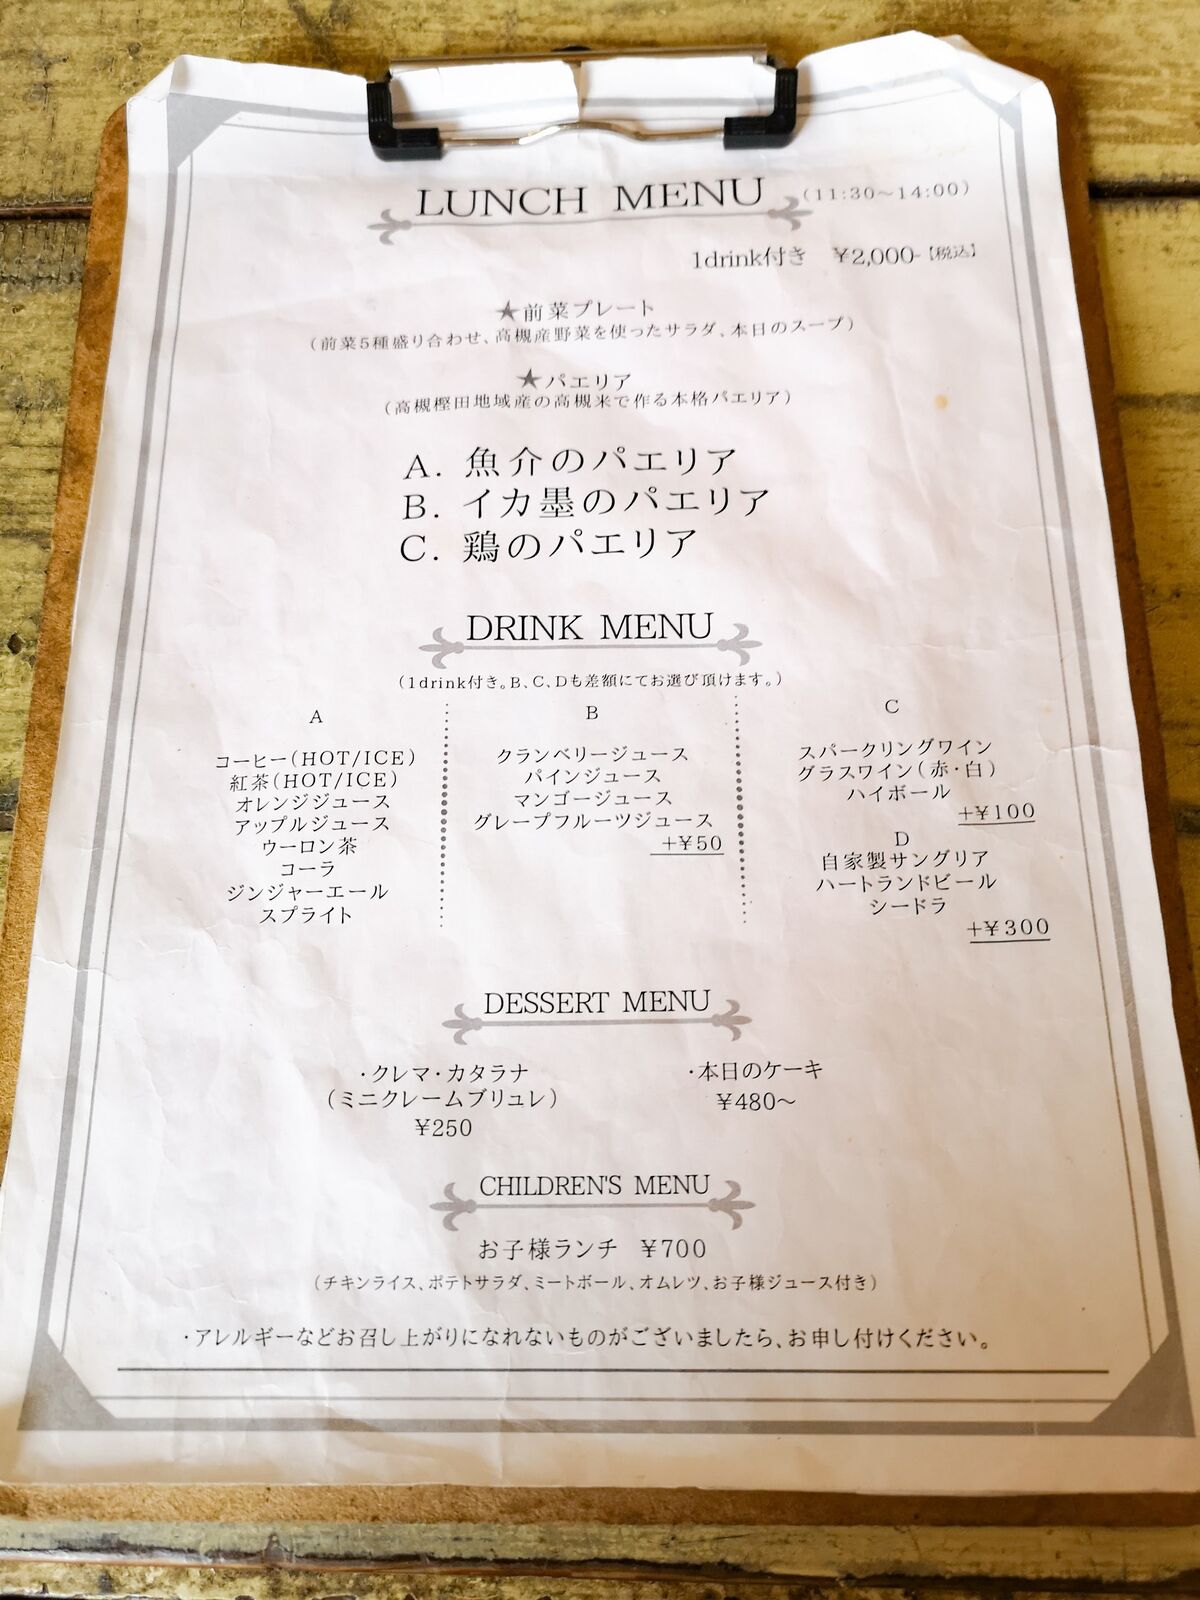 LUNCH MENU (11:30～14:00)
1drink付き ¥2,000-【税込】
★前菜プレート
(前菜5種盛り合わせ、高槻産野菜を使ったサラダ、本日のスープ)
★パエリア
(高槻樫田地域産の高槻米で作る本格パエリア)
A. 魚介のパエリア
B. イカ墨のパエリア
C. 鶏のパエリア
DRINK MENU
(1drink付き。B、C、Dも差額にてお選び頂けます。)
A
コーヒー(HOT/ICE)
紅茶(HOT/ICE)
オレンジジュース
アップルジュース
ウーロン茶
コーラ
ジンジャーエール
スプライト
B
クランベリージュース
パインジュース
マンゴージュース
グレープフルーツジュース
+¥50
C
スパークリングワイン
グラスワイン(赤・白)
ハイボール
+¥100
D
自家製サングリア
ハートランドビール
シードラ
+¥300
DESSERT MENU
・クレマ・カタラナ
(ミニクレームブリュレ)
¥250
・本日のケーキ
¥480～
CHILDREN'S MENU
お子様ランチ ¥700
(チキンライス、ポテトサラダ、ミートボール、オムレツ、お子様ジュース付き)
・アレルギーなどお召し上がりになれないものがございましたら、お申し付けください。